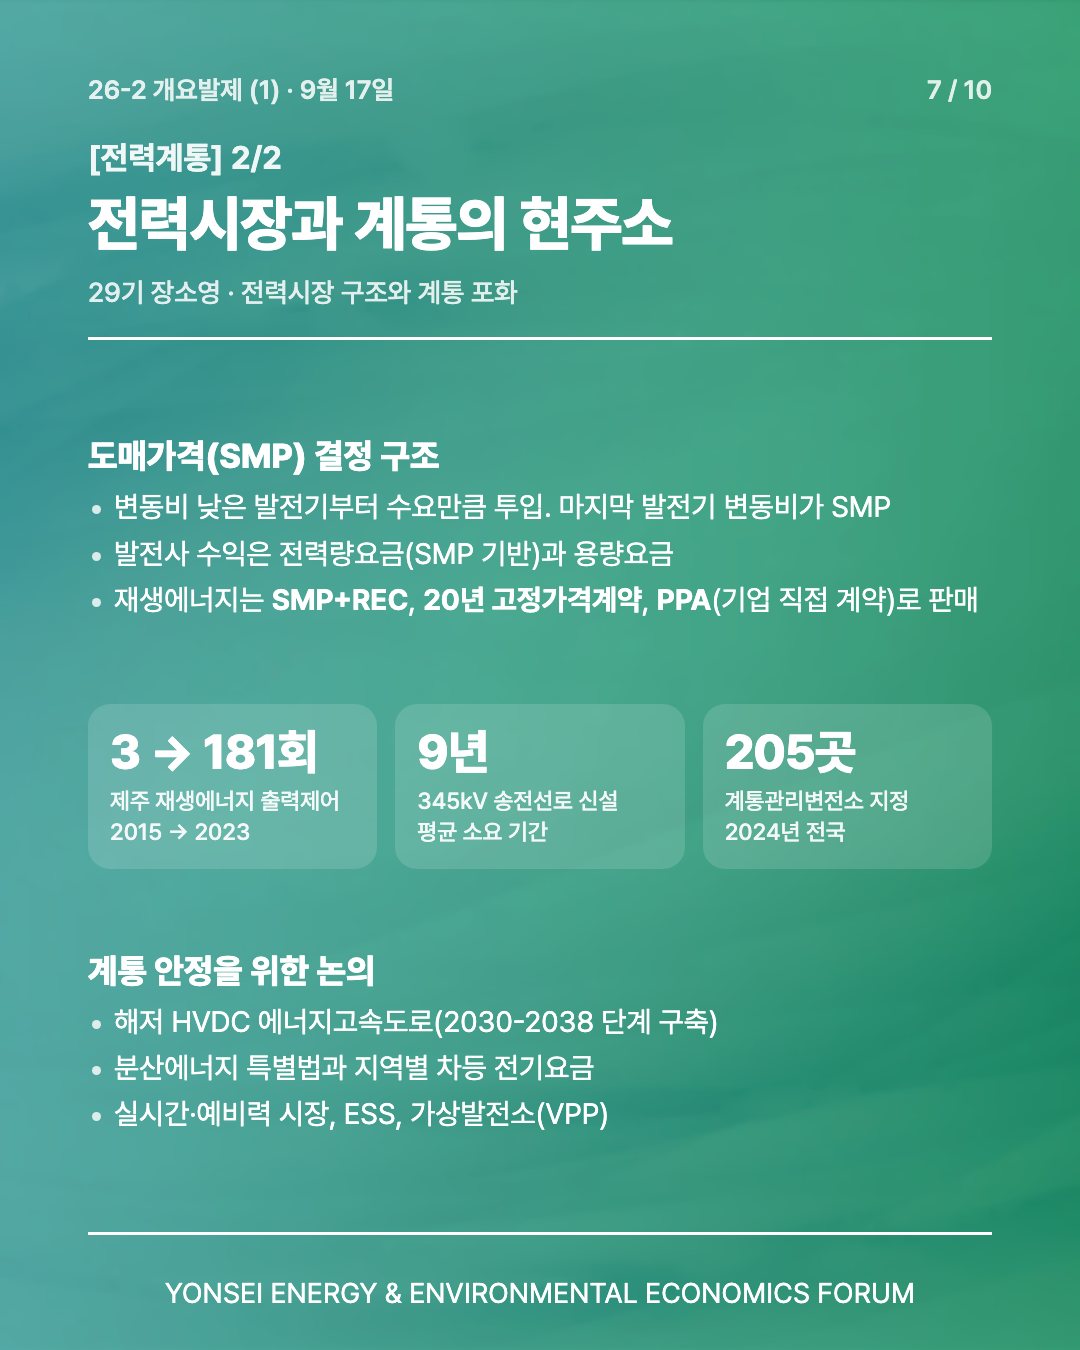 26-2 개요발제 (1) · 9월 17일
7 / 10
[전력계통] 2/2
전력시장과 계통의 현주소
29기 장소영 · 전력시장 구조와 계통 포화
도매가격(SMP) 결정 구조
• 변동비 낮은 발전기부터 수요만큼 투입. 마지막 발전기 변동비가 SMP
• 발전사 수익은 전력량요금(SMP 기반)과 용량요금
• 재생에너지는 SMP+REC, 20년 고정가격계약, PPA(기업 직접 계약)로 판매
3 → 181회
제주 재생에너지 출력제어
2015 → 2023
9년
345kV 송전선로 신설
평균 소요 기간
205곳
계통관리변전소 지정
2024년 전국
계통 안정을 위한 논의
• 해저 HVDC 에너지고속도로(2030-2038 단계 구축)
• 분산에너지 특별법과 지역별 차등 전기요금
• 실시간·예비력 시장, ESS, 가상발전소(VPP)
YONSEI ENERGY & ENVIRONMENTAL ECONOMICS FORUM